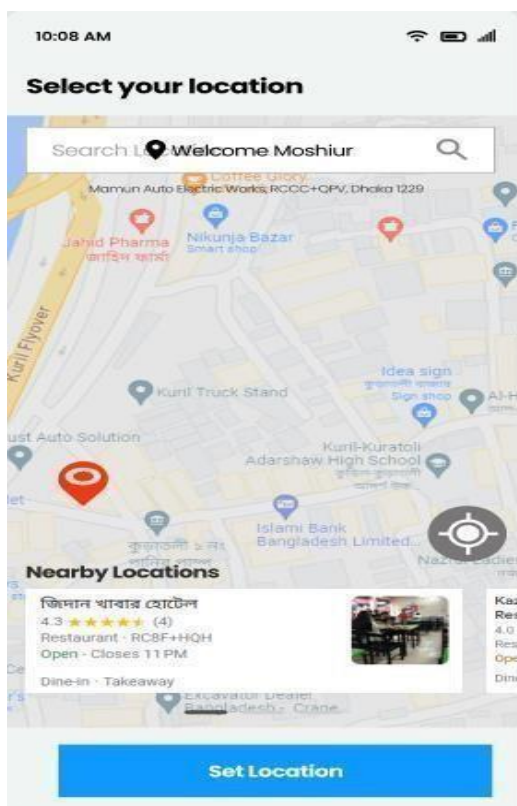 10:08 AM
Select your location
Search
Welcome Moshiur
Coffee Glory
Mamun Auto Electric Works, RCCC+QPV, Dhaka 1229
Jahid Pharma
জাহিদ ফার্মা
Nikunja Bazar
Smart shop
Kuril Flyover
Idea sign
Sign shop
Kuril Truck Stand
Al-H
ust Auto Solution
Kuril-Kuratoli
Adarshaw High School
Islami Bank
Bangladesh Limited...
কুড়াতলী ১ নং
Nearby Locations
জিদান খাবার হোটেল
4.3 (4)
Restaurant · RC8F+HQH
Open · Closes 11 PM
Dine-in · Takeaway
Kaz
Res
4.0
Res
Ope
Din
Excavator Dealer
Bangladesh - Crane...
Set Location